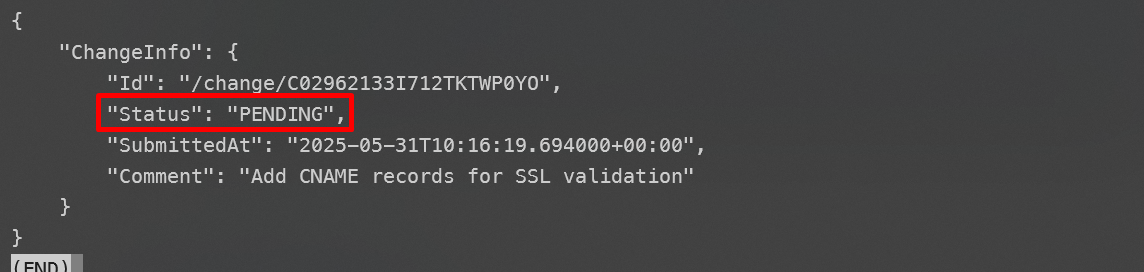 {
    "ChangeInfo": {
        "Id": "/change/C02962133I712TKTWP0YO",
        "Status": "PENDING",
        "SubmittedAt": "2025-05-31T10:16:19.694000+00:00",
        "Comment": "Add CNAME records for SSL validation"
    }
}
(END)